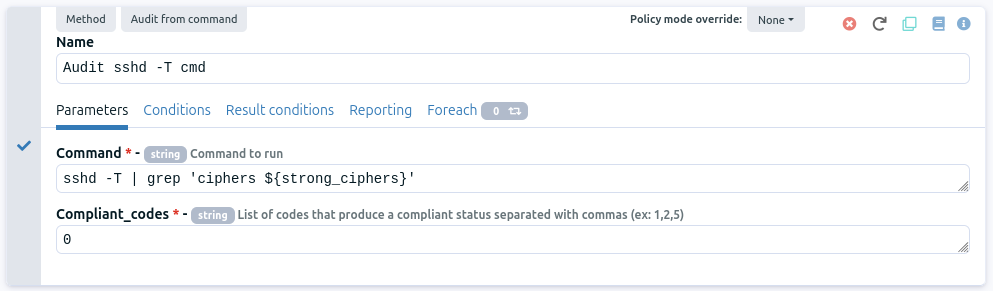 Method Audit from command Policy mode override: None
Name
Audit sshd -T cmd
Parameters Conditions Result conditions Reporting Foreach 0
Command * - string Command to run
sshd -T | grep 'ciphers ${strong_ciphers}'
Compliant_codes * - string List of codes that produce a compliant status separated with commas (ex: 1,2,5)
0